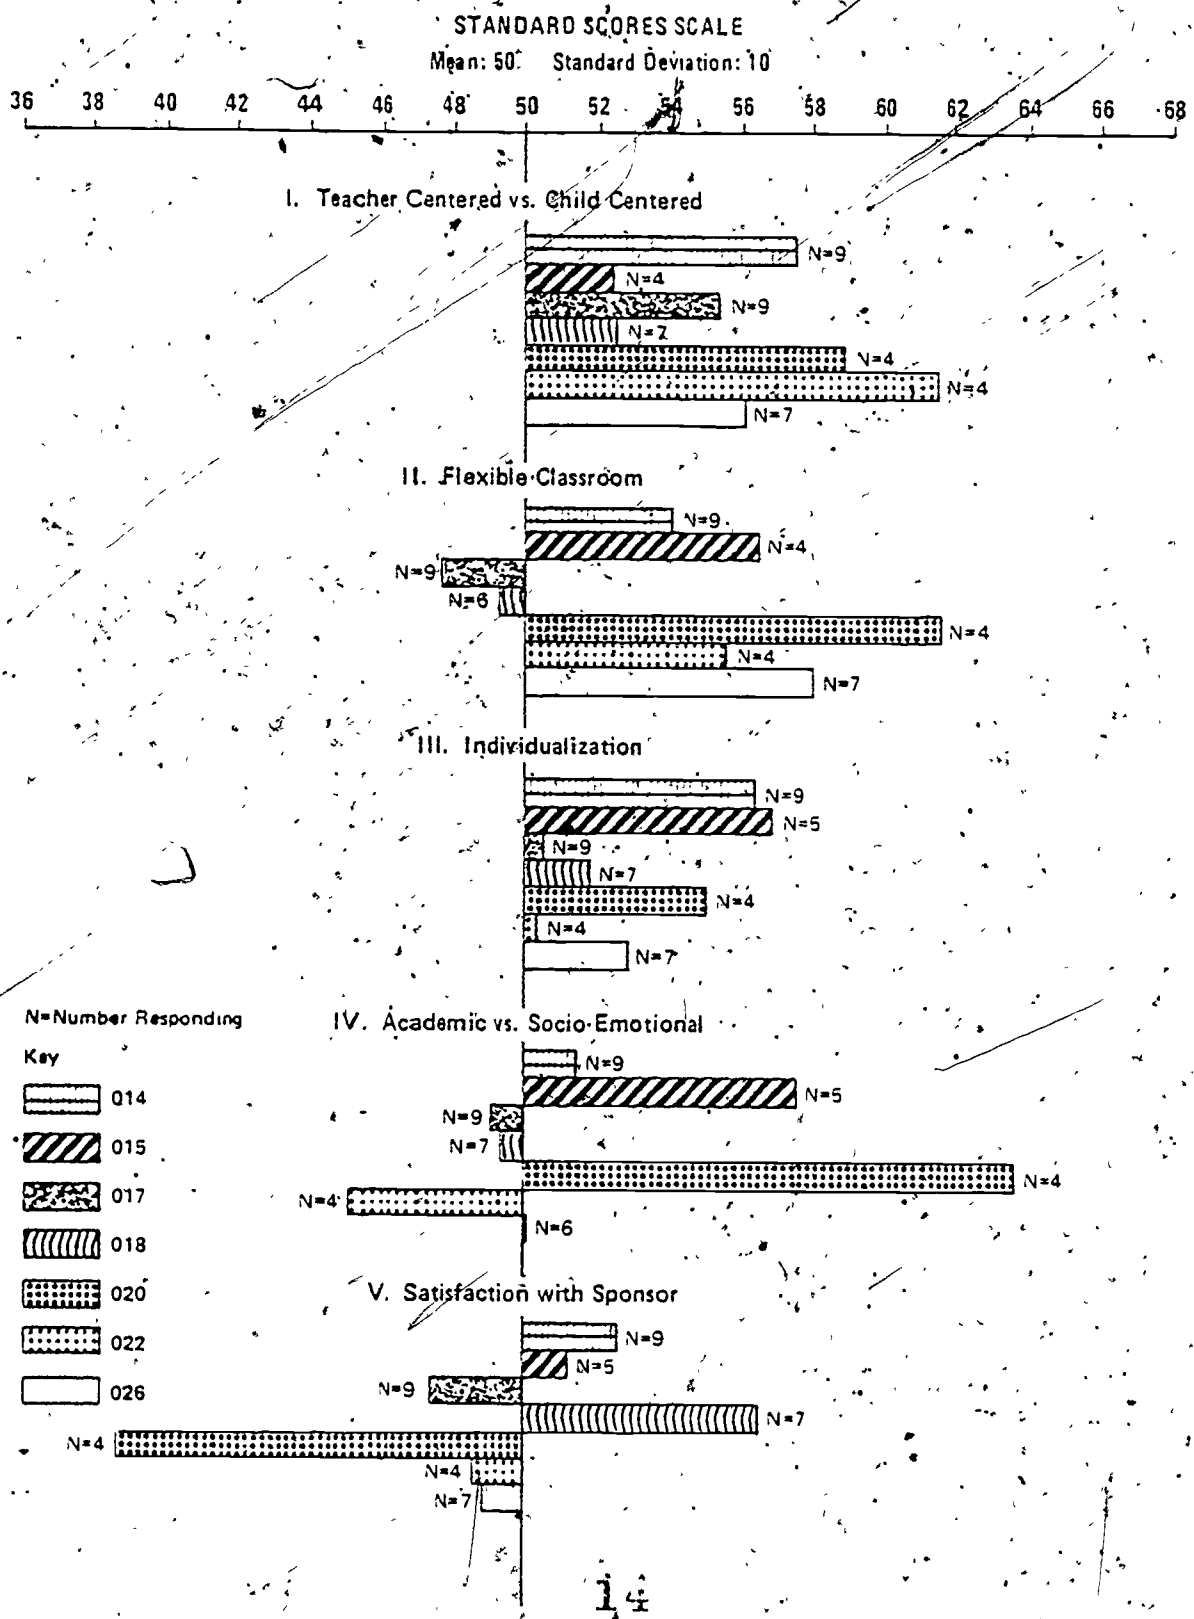 STANDARD SCORES SCALE
Mean: 50 Standard Deviation: 10
36 38 40 42 44 46 48 50 52 54 56 58 60 62 64 66 68
I. Teacher Centered vs. Child Centered
N=9
N=4
N=9
N=7
N=4
N=4
N=7
II. Flexible Classroom
N=9
N=4
N=9
N=6
N=4
N=4
N=7
III. Individualization
N=9
N=5
N=9
N=7
N=4
N=4
N=7
N=Number Responding
Key
014
015
017
018
020
022
026
IV. Academic vs. Socio-Emotional
N=9
N=5
N=9
N=7
N=4
N=4
N=6
V. Satisfaction with Sponsor
N=9
N=5
N=9
N=7
N=4
N=4
N=7
14